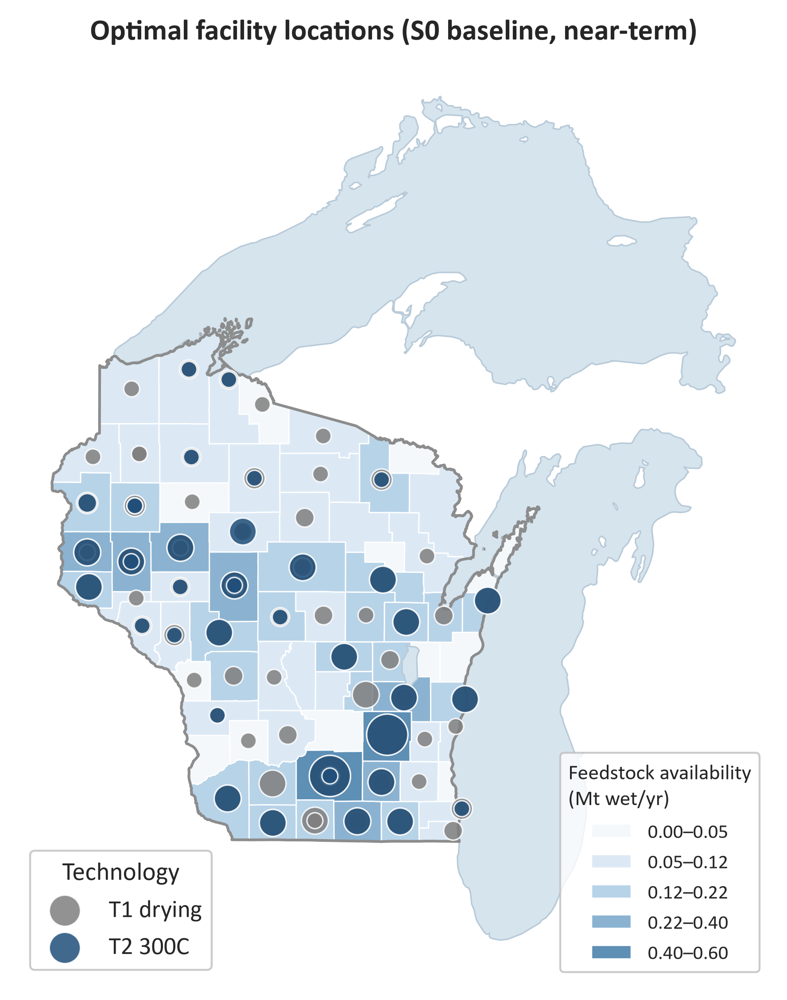 Optimal facility locations (S0 baseline, near-term)
Technology
T1 drying
T2 300C
Feedstock availability
(Mt wet/yr)
0.00–0.05
0.05–0.12
0.12–0.22
0.22–0.40
0.40–0.60